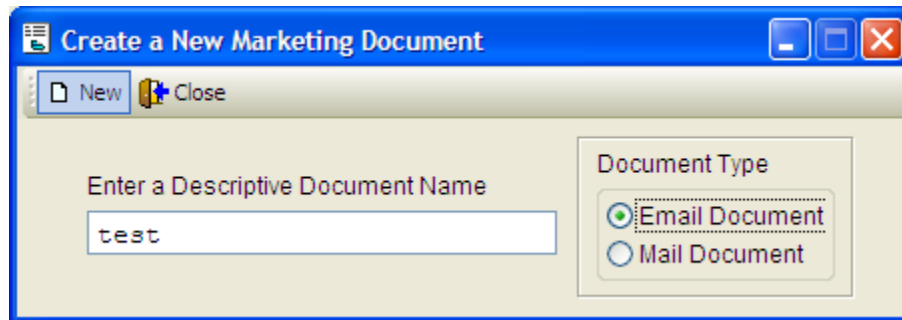 Create a New Marketing Document
New Close
Document Type
Enter a Descriptive Document Name
Email Document
test
Mail Document